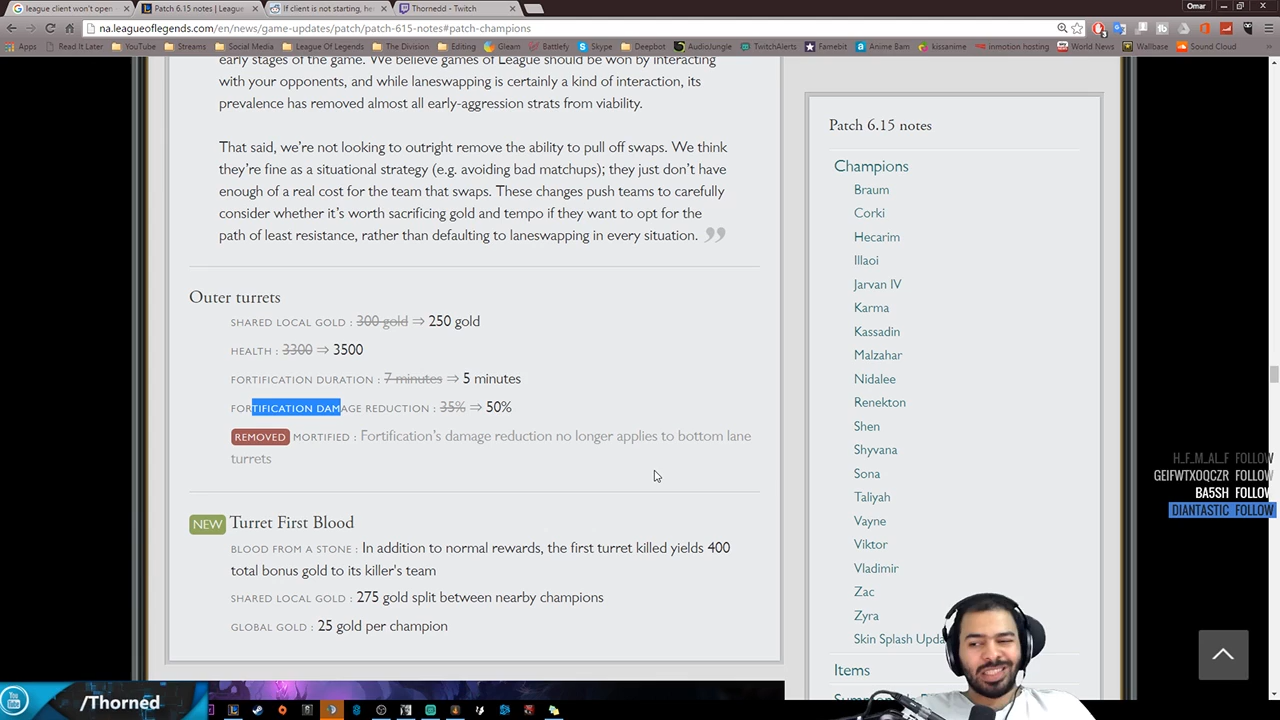 league client won't open
Patch 6.15 notes | League
If client is not starting, he
Thornedd - Twitch
Omar
na.leagueoflegends.com/en/news/game-updates/patch/patch-615-notes#patch-champions
Apps Read It Later YouTube Streams Social Media League Of Legends The Division Editing Gleam Battlefy Skype Deepbot AudioJungle TwitchAlerts Famebit Anime Barn kissanime inmotion hosting World News Wallbase Sound Cloud
early stages of the game. We believe games of League should be won by interacting
with your opponents, and while laneswapping is certainly a kind of interaction, its
prevalence has removed almost all early-aggression strats from viability.
That said, we're not looking to outright remove the ability to pull off swaps. We think
they're fine as a situational strategy (e.g. avoiding bad matchups); they just don't have
enough of a real cost for the team that swaps. These changes push teams to carefully
consider whether it's worth sacrificing gold and tempo if they want to opt for the
path of least resistance, rather than defaulting to laneswapping in every situation. ”
Outer turrets
SHARED LOCAL GOLD : 300 gold ⇒ 250 gold
HEALTH : 3300 ⇒ 3500
FORTIFICATION DURATION : 7 minutes ⇒ 5 minutes
FORTIFICATION DAMAGE REDUCTION : 35% ⇒ 50%
REMOVED MORTIFIED : Fortification's damage reduction no longer applies to bottom lane
turrets
NEW Turret First Blood
BLOOD FROM A STONE : In addition to normal rewards, the first turret killed yields 400
total bonus gold to its killer's team
SHARED LOCAL GOLD : 275 gold split between nearby champions
GLOBAL GOLD : 25 gold per champion
Patch 6.15 notes
Champions
Braum
Corki
Hecarim
Illaoi
Jarvan IV
Karma
Kassadin
Malzahar
Nidalee
Renekton
Shen
Shyvana
Sona
Taliyah
Vayne
Viktor
Vladimir
Zac
Zyra
Skin Splash Upda
Items
H_F_M_AL_F FOLLOW
GEIFWTXOQCZR FOLLOW
BA5SH FOLLOW
DIANTASTIC FOLLOW
You Tube
/Thorned